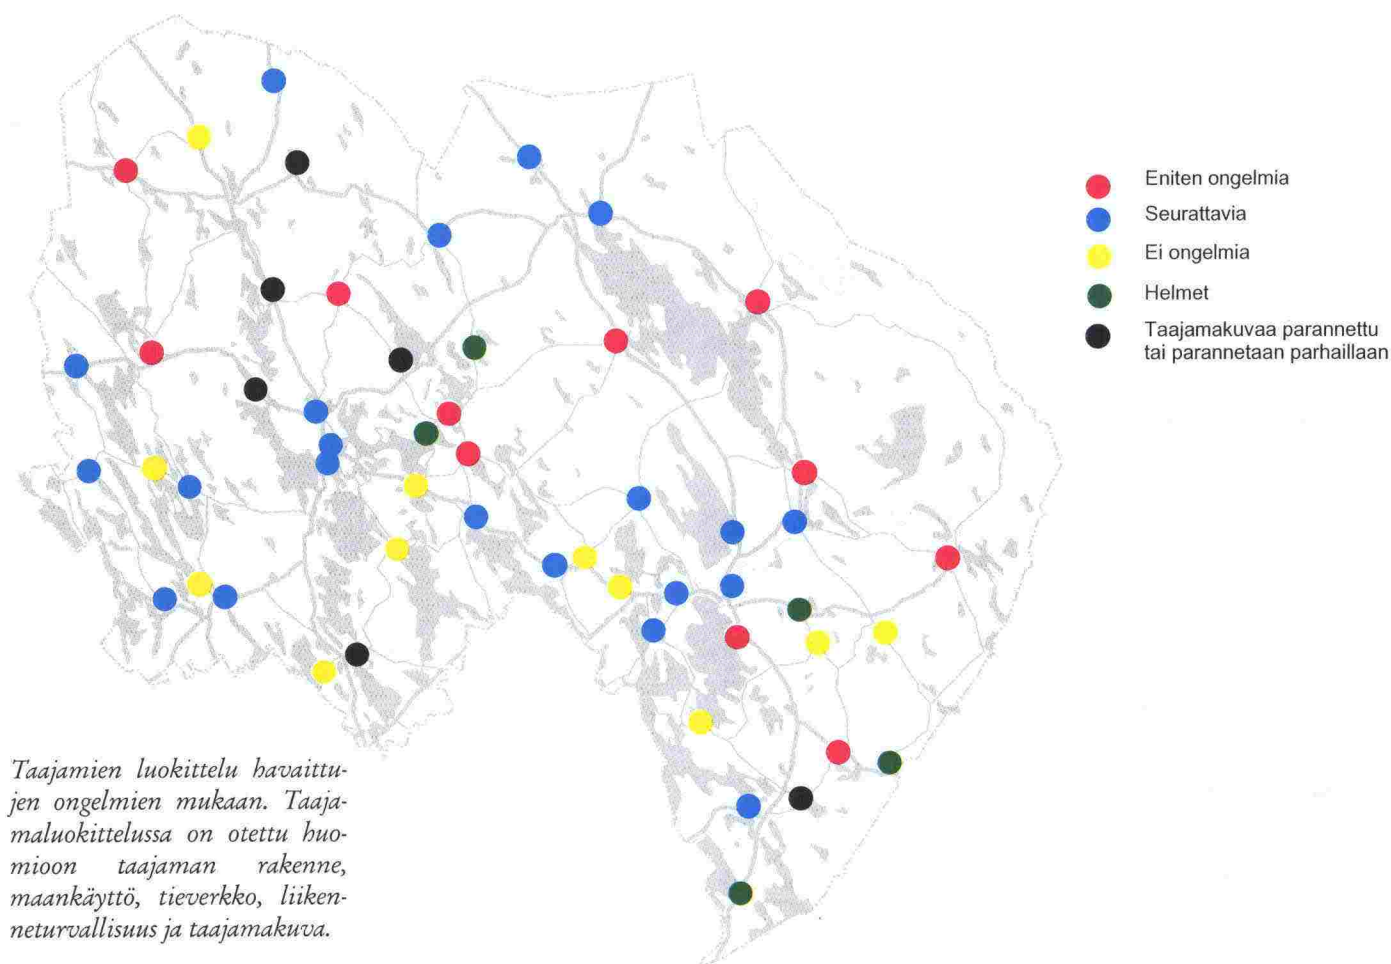 Eniten ongelmia
Seurattavia
Ei ongelmia
Helmet
Taajamakuvaa parannettu
tai parannetaan parhaillaan
Taajamien luokittelu havaittu-
jen ongelmien mukaan. Taaja-
maluokittelussa on otettu huo-
mioon taajaman rakenne,
maankäyttö, tieverkko, liiken-
neturvallisuus ja taajamakuva.